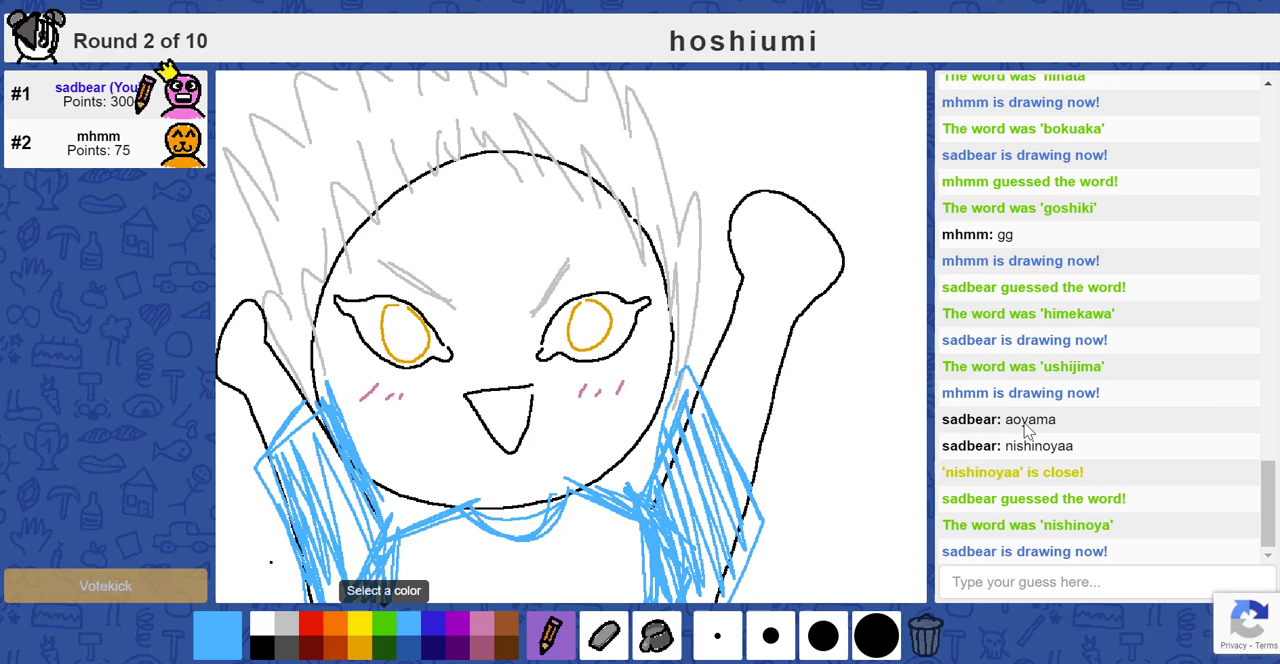 Round 2 of 10
hoshiumi
#1
sadbear (You
Points: 300
#2
mhmm
Points: 75
Votekick
The word was 'hinata'
mhmm is drawing now!
The word was 'bokuaka'
sadbear is drawing now!
mhmm guessed the word!
The word was 'goshiki'
mhmm: gg
mhmm is drawing now!
sadbear guessed the word!
The word was 'himekawa'
sadbear is drawing now!
The word was 'ushijima'
mhmm is drawing now!
sadbear: aoyama
sadbear: nishinoyaa
'nishinoyaa' is close!
sadbear guessed the word!
The word was 'nishinoya'
sadbear is drawing now!
Type your guess here...
Select a color
Privacy - Terms